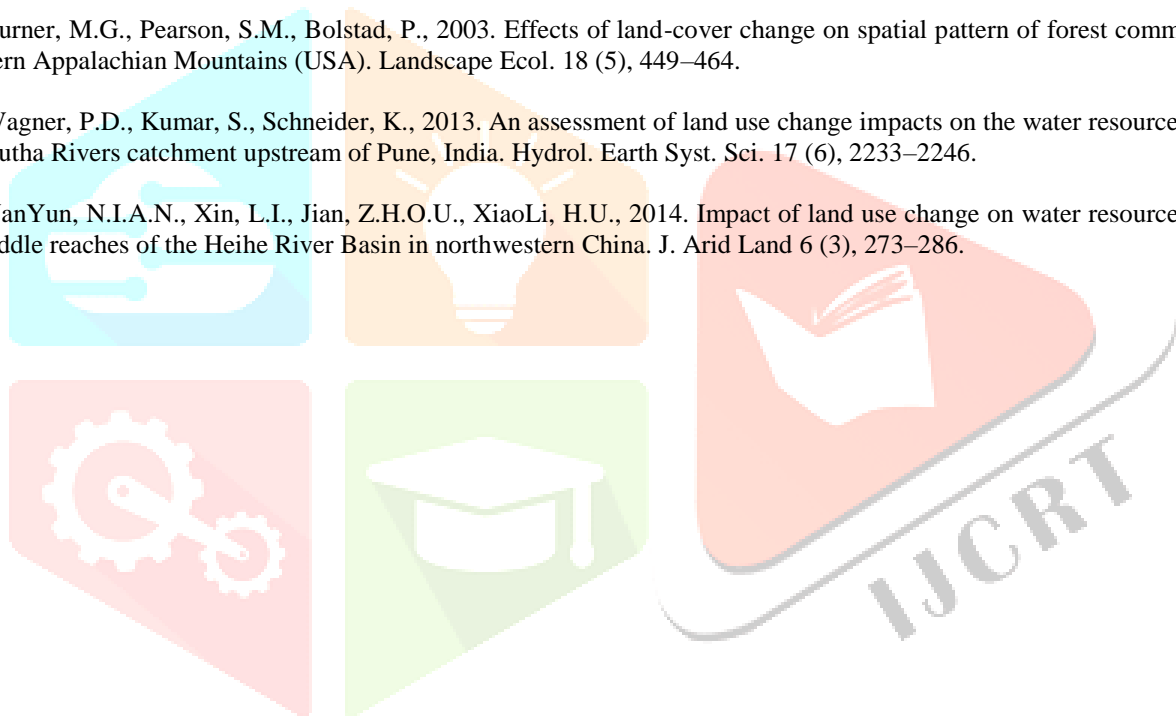 urner, M.G., Pearson, S.M., Bolstad, P., 2003. Effects of land-cover change on spatial pattern of forest comm
ern Appalachian Mountains (USA). Landscape Ecol. 18 (5), 449–464.
Wagner, P.D., Kumar, S., Schneider, K., 2013. An assessment of land use change impacts on the water resource
utha Rivers catchment upstream of Pune, India. Hydrol. Earth Syst. Sci. 17 (6), 2233–2246.
WanYun, N.I.A.N., Xin, L.I., Jian, Z.H.O.U., XiaoLi, H.U., 2014. Impact of land use change on water resource
ddle reaches of the Heihe River Basin in northwestern China. J. Arid Land 6 (3), 273–286.
IJCRT